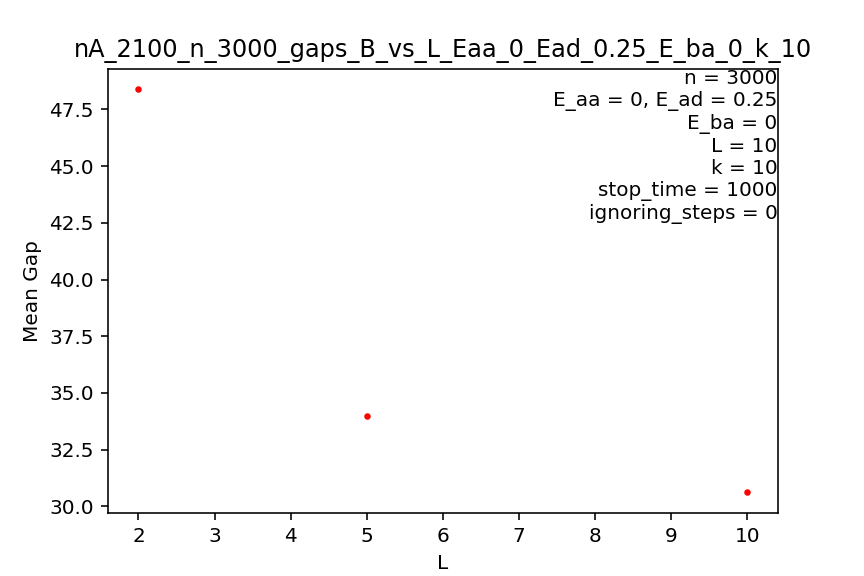 nA_2100_n_3000_gaps_B_vs_L_Eaa_0_Ead_0.25_E_ba_0_k_10
n = 3000
E_aa = 0, E_ad = 0.25
E_ba = 0
L = 10
k = 10
stop_time = 1000
ignoring_steps = 0
47.5
45.0
42.5
40.0
37.5
35.0
32.5
30.0
Mean Gap
2 3 4 5 6 7 8 9 10
L